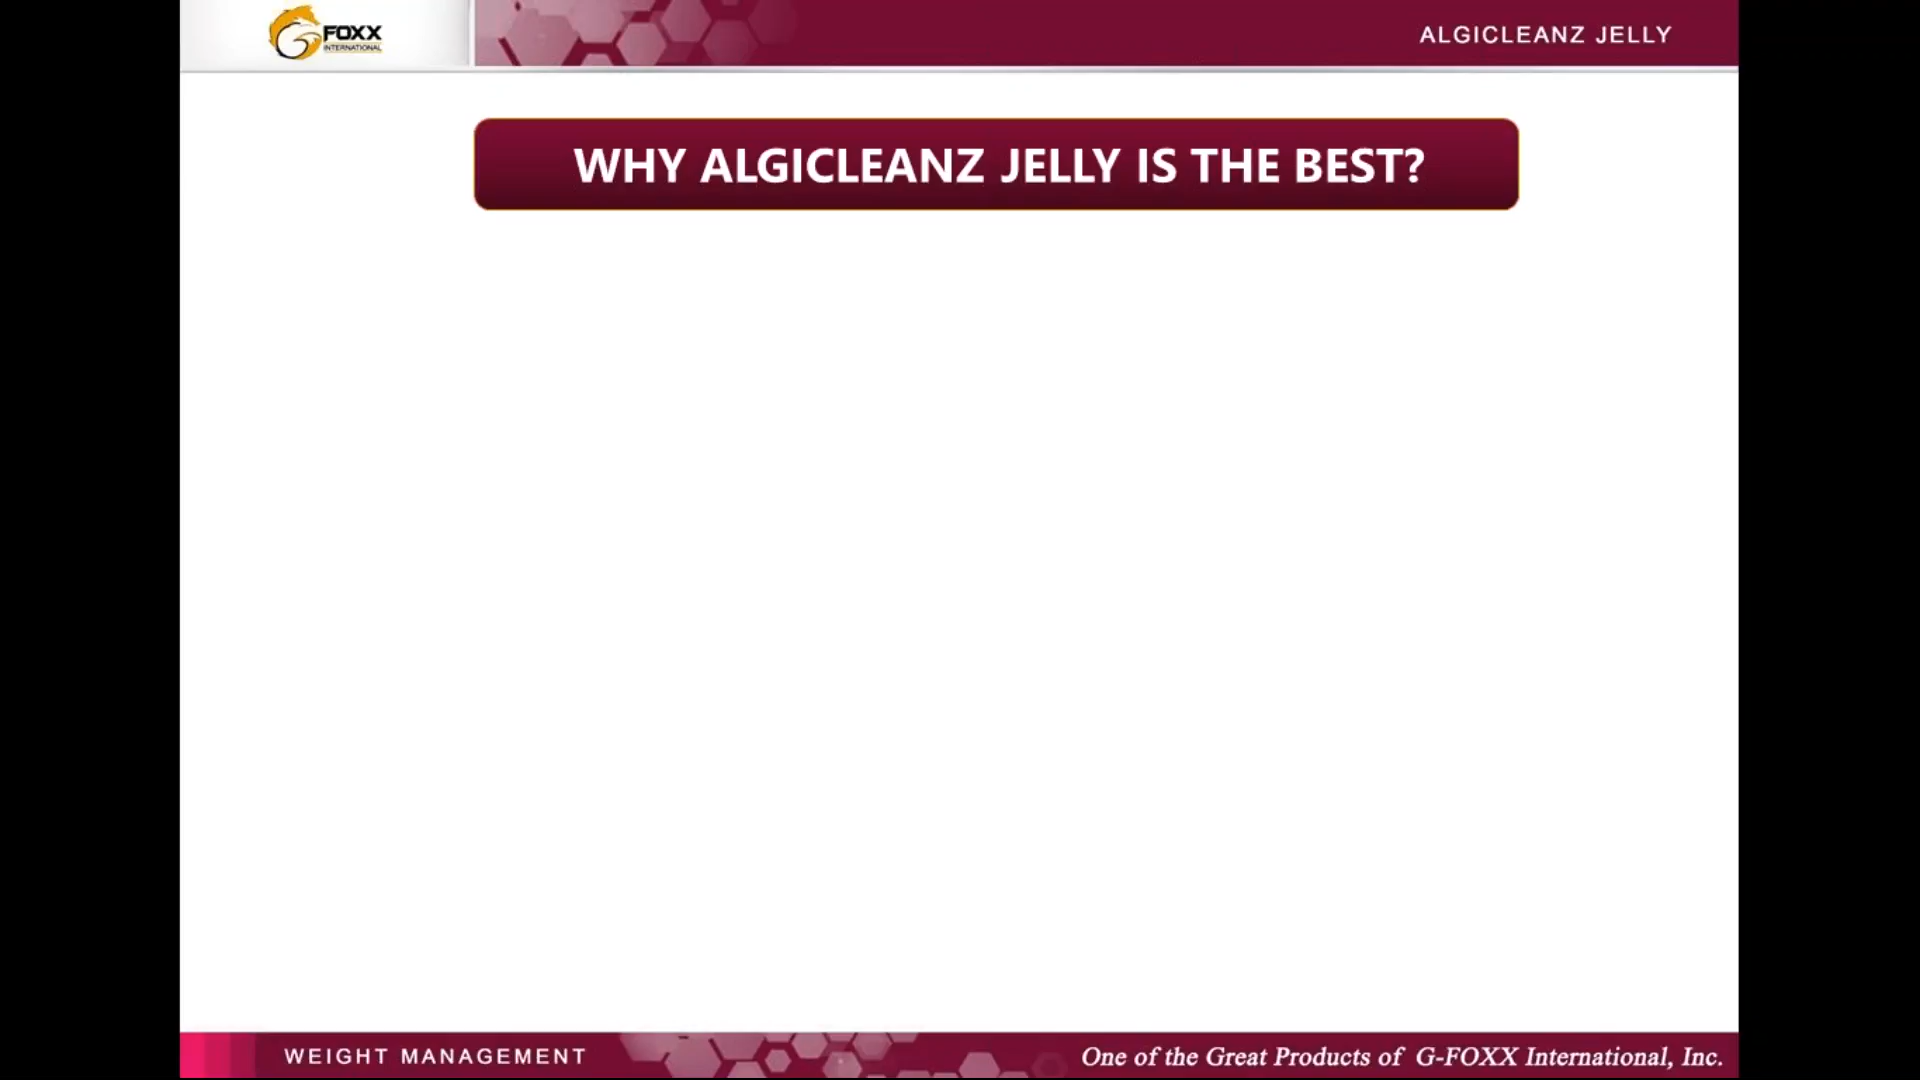 FOXX
INTERNATIONAL
ALGICLEANZ JELLY
WHY ALGICLEANZ JELLY IS THE BEST?
WEIGHT MANAGEMENT
One of the Great Products of G-FOXX International, Inc.